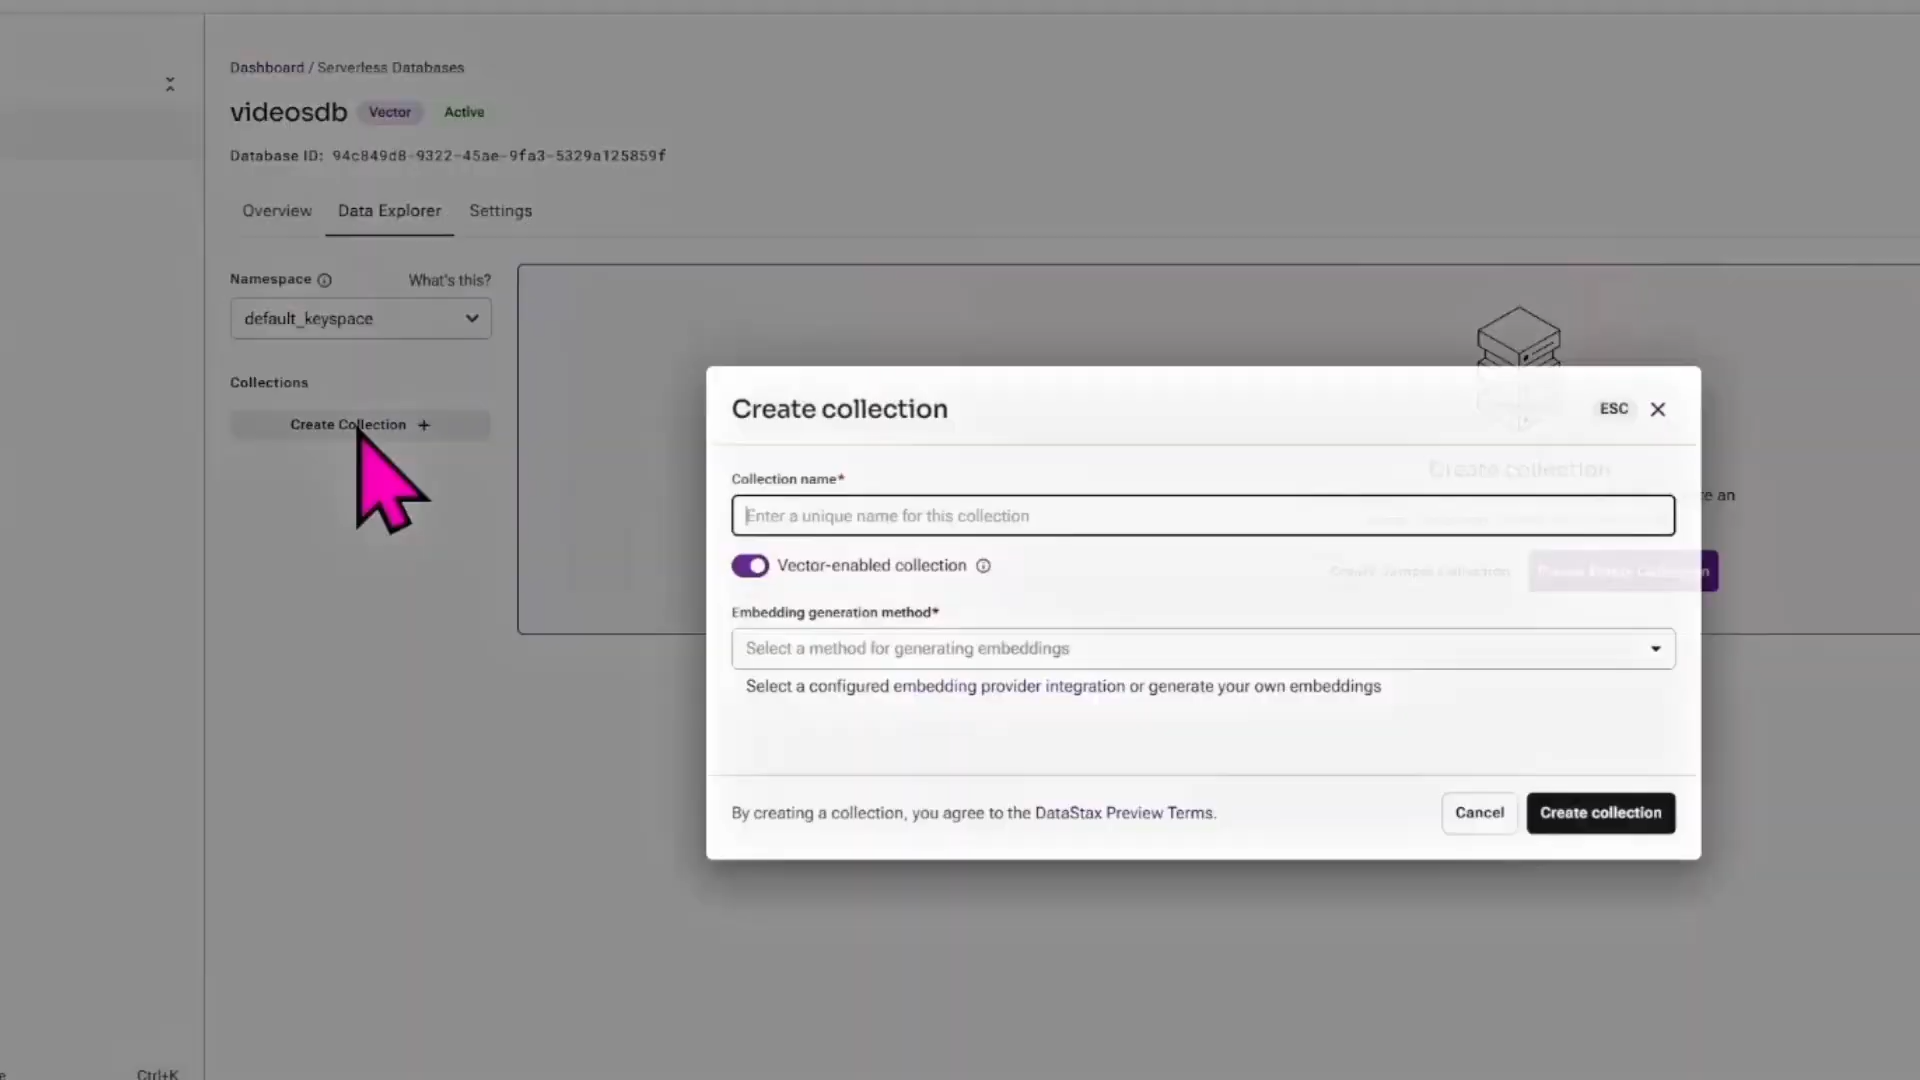 Dashboard / Serverless Databases
videosdb Vector Active
Database ID: 94c849d8-9322-45ae-9fa3-5329a125859f
Overview Data Explorer Settings
Namespace What's this?
default_keyspace
Collections
Create Collection +
Create collection ESC
Collection name*
Enter a unique name for this collection
Vector-enabled collection
Embedding generation method*
Select a method for generating embeddings
Select a configured embedding provider integration or generate your own embeddings
By creating a collection, you agree to the DataStax Preview Terms.
Cancel Create collection
Create collection
an
Ctrl+K